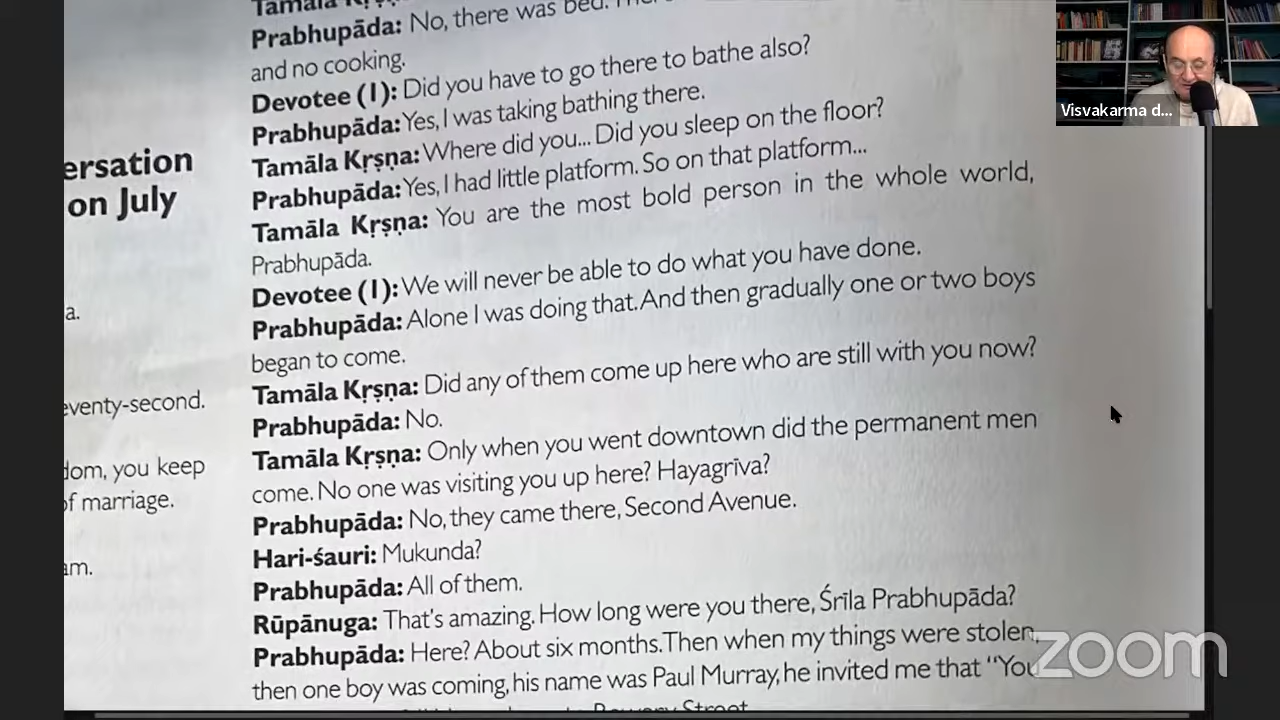 Tamāla
Prabhupāda: No, there was bed.
and no cooking.
Devotee (1): Did you have to go there to bathe also?
Prabhupāda: Yes, I was taking bathing there.
Tamāla Kṛṣṇa: Where did you... Did you sleep on the floor?
Prabhupāda: Yes, I had little platform. So on that platform...
Tamāla Kṛṣṇa: You are the most bold person in the whole world,
Prabhupāda.
Devotee (1): We will never be able to do what you have done.
Prabhupāda: Alone I was doing that. And then gradually one or two boys
began to come.
Tamāla Kṛṣṇa: Did any of them come up here who are still with you now?
Prabhupāda: No.
Tamāla Kṛṣṇa: Only when you went downtown did the permanent men
come. No one was visiting you up here? Hayagrīva?
Prabhupāda: No, they came there, Second Avenue.
Hari-śauri: Mukunda?
Prabhupāda: All of them.
Rūpānuga: That's amazing. How long were you there, Śrīla Prabhupāda?
Prabhupāda: Here? About six months. Then when my things were stolen,
then one boy was coming, his name was Paul Murray, he invited me that "You
Bowery Street
ersation
on July
a.
eventy-second.
dom, you keep
of marriage.
am.
Visvakarma d...
zoom